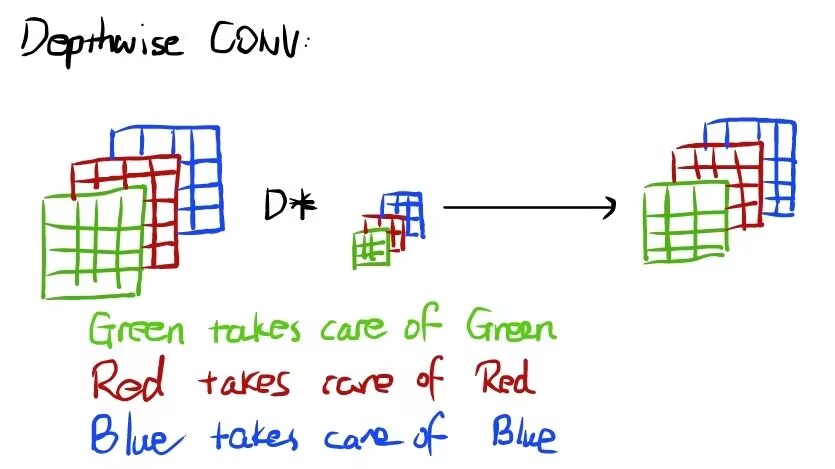 Depthwise CONV:
D*
Green takes care of Green
Red takes care of Red
Blue takes care of Blue